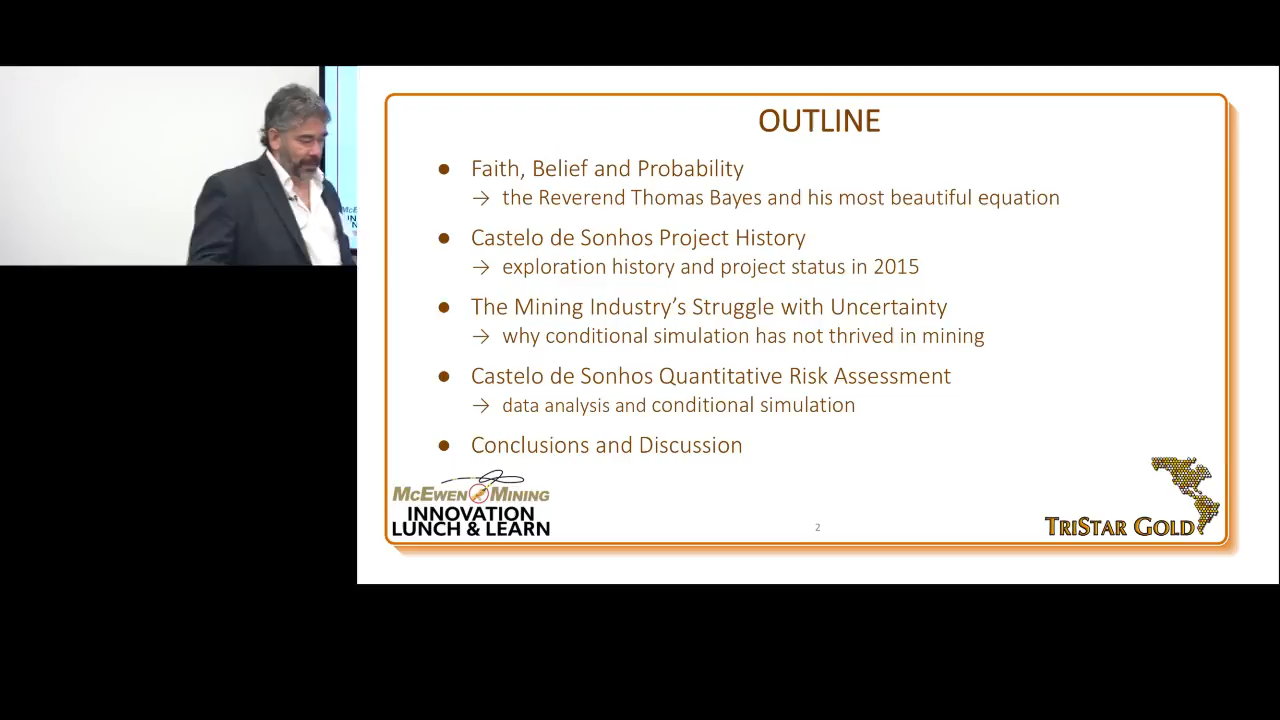 OUTLINE
● Faith, Belief and Probability
→ the Reverend Thomas Bayes and his most beautiful equation
● Castelo de Sonhos Project History
→ exploration history and project status in 2015
● The Mining Industry’s Struggle with Uncertainty
→ why conditional simulation has not thrived in mining
● Castelo de Sonhos Quantitative Risk Assessment
→ data analysis and conditional simulation
● Conclusions and Discussion
McEWEN MINING
INNOVATION
LUNCH & LEARN
2
TRISTAR GOLD